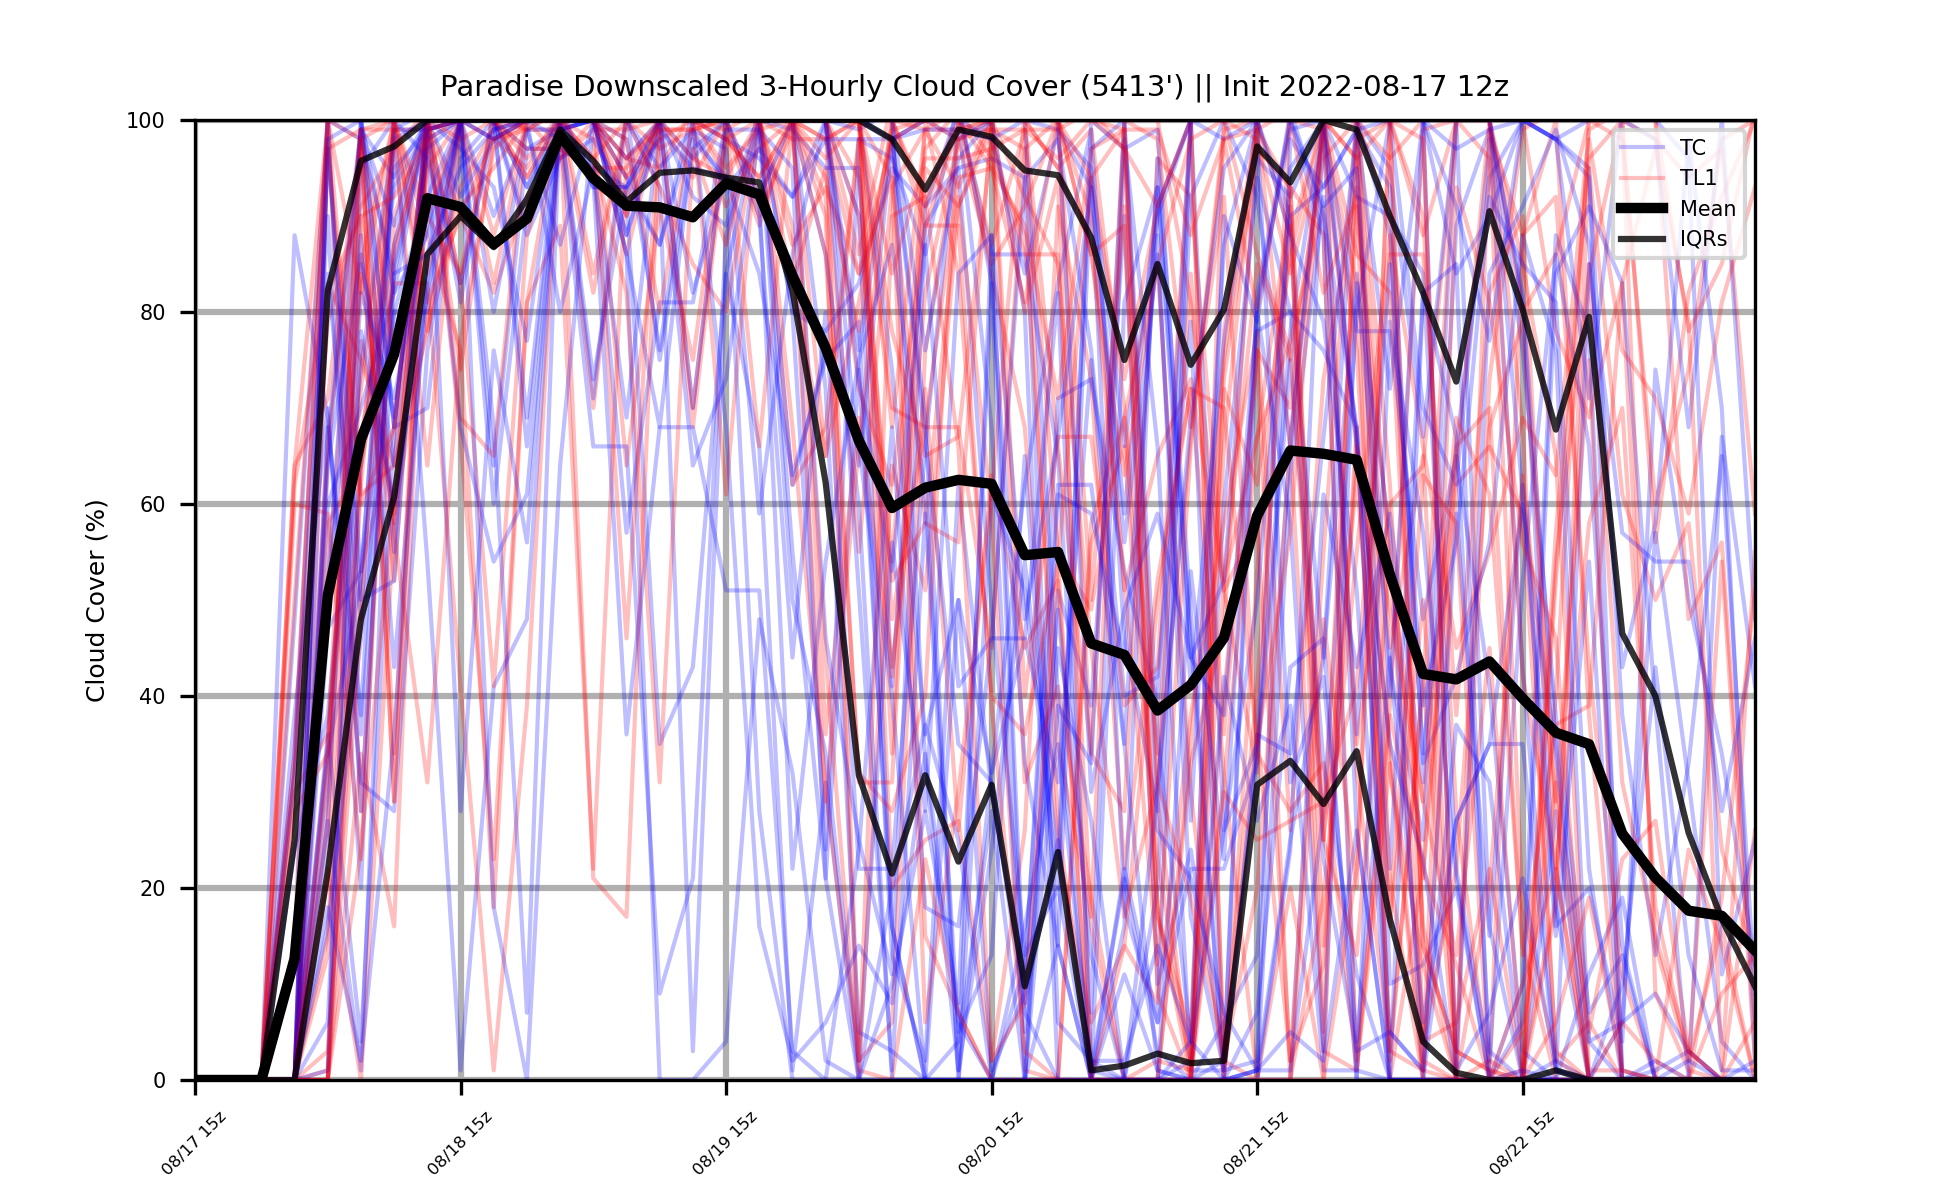 Paradise Downscaled 3-Hourly Cloud Cover (5413') || Init 2022-08-17 12z
TC
TL1
Mean
IQRs
Cloud Cover (%)
100
80
60
40
20
0
08/17 15z
08/18 15z
08/19 15z
08/20 15z
08/21 15z
08/22 15z